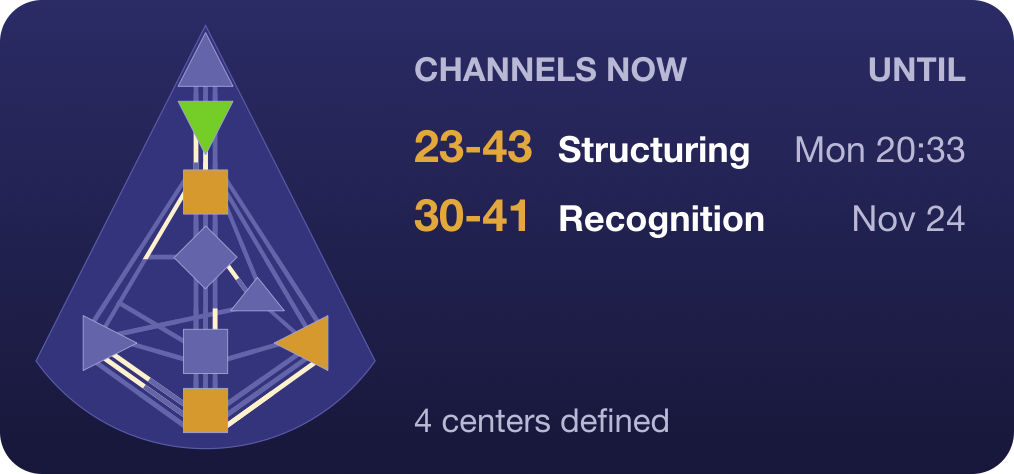 CHANNELS NOW UNTIL
23-43 Structuring Mon 20:33
30-41 Recognition Nov 24
4 centers defined